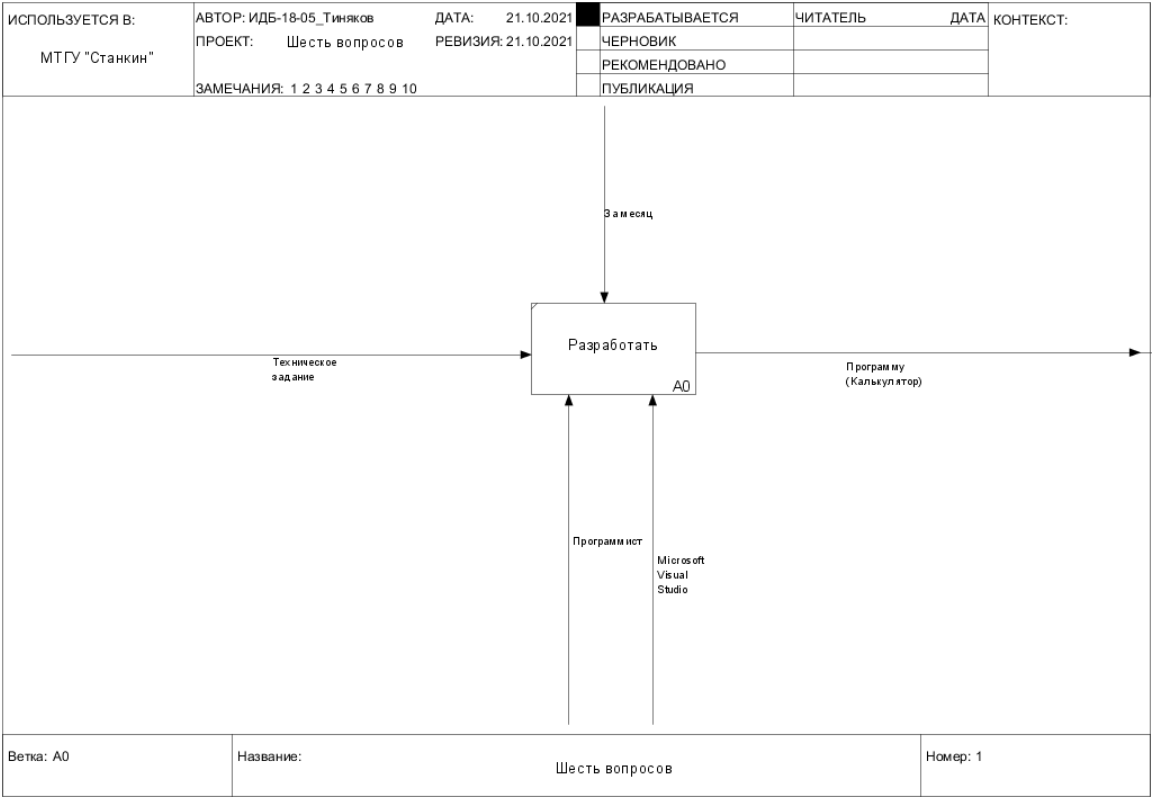 ИСПОЛЬЗУЕТСЯ В:
МТГУ "Станкин"
АВТОР: ИДБ-18-05_Тиняков
ДАТА: 21.10.2021
ПРОЕКТ: Шесть вопросов
РЕВИЗИЯ: 21.10.2021
ЗАМЕЧАНИЯ: 1 2 3 4 5 6 7 8 9 10
РАЗРАБАТЫВАЕТСЯ
ЧЕРНОВИК
РЕКОМЕНДОВАНО
ПУБЛИКАЦИЯ
ЧИТАТЕЛЬ
ДАТА
КОНТЕКСТ:
За месяц
Разработать
A0
Техническое
задание
Программу
(Калькулятор)
Программист
Microsoft
Visual
Studio
Ветка: A0
Название:
Шесть вопросов
Номер: 1